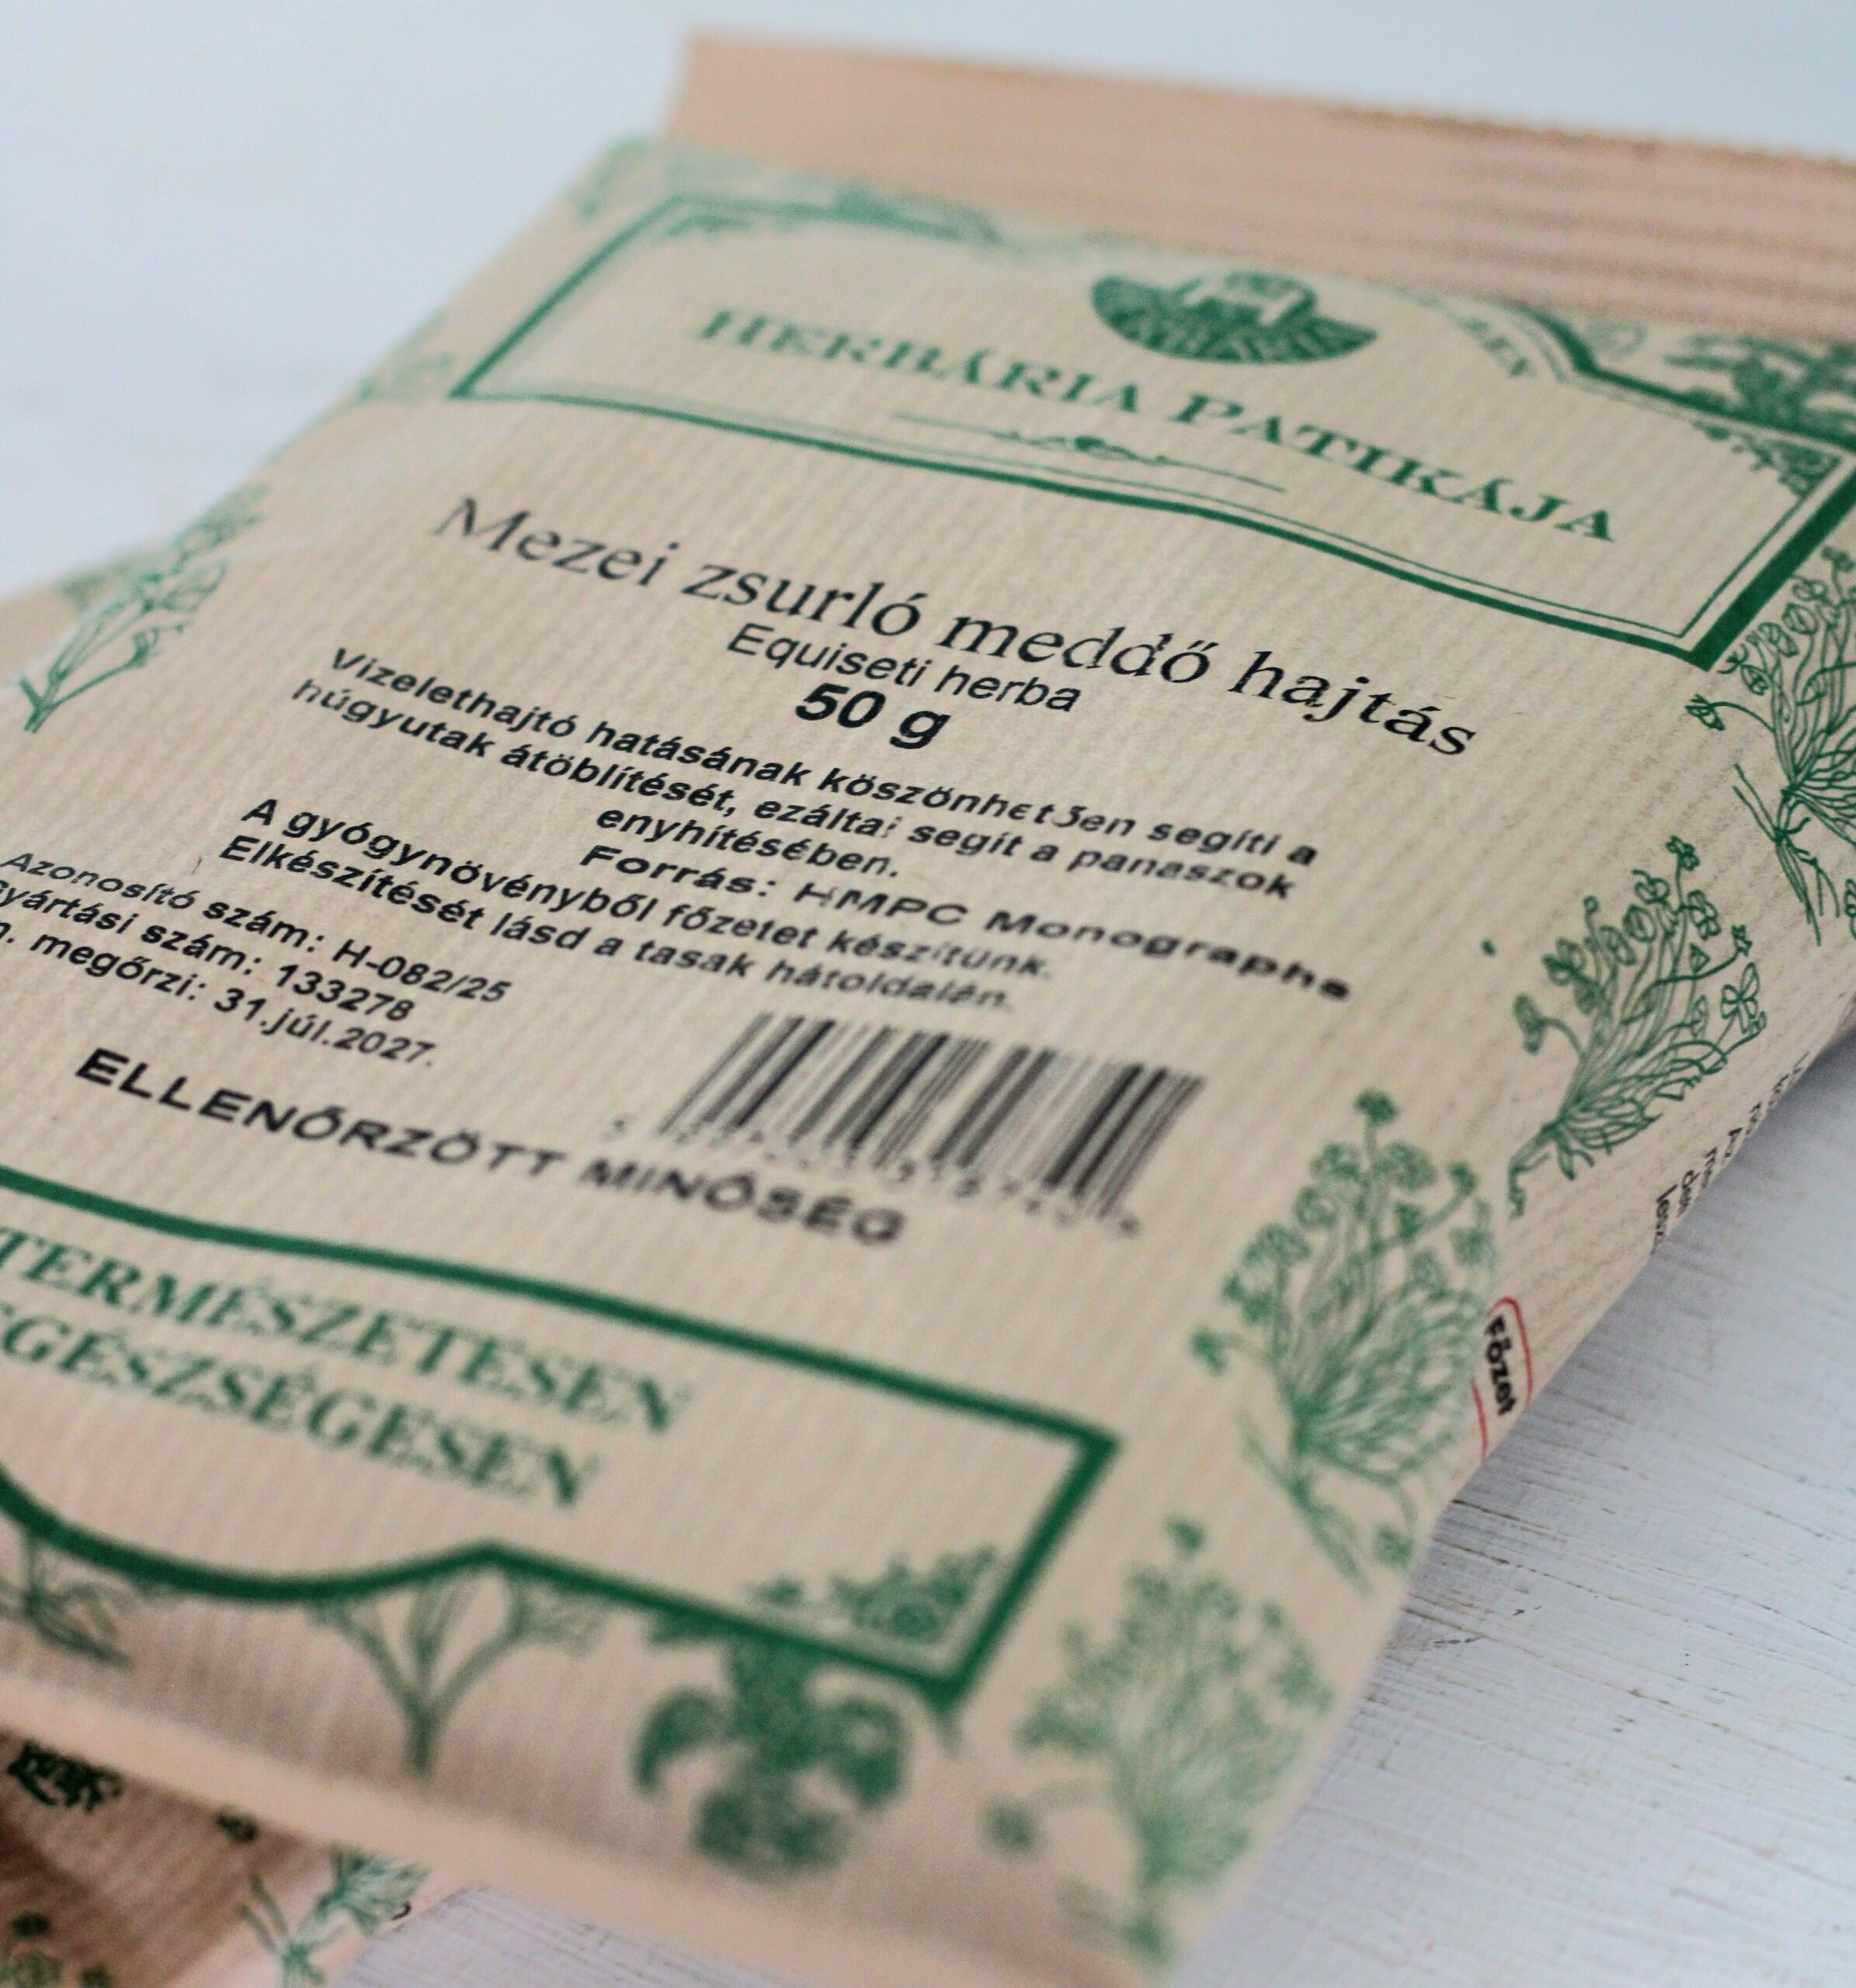 HERBÁRIA PATIKÁJA
Mezei zsurló meddő hajtás
Equiseti herba
50 g
Vizelethajtó hatásának köszönhetően segíti a
húgyutak átöblítését, ezáltal segít a panaszok
enyhítésében.
Forrás: HMPC Monographs
A gyógynövényből főzetet készítünk.
Elkészítését lásd a tasak hátoldalán.
Azonosító szám: H-082/25
Gyártási szám: 133278
megőrzi: 31.júl.2027.
ELLENŐRZÖTT MINŐSÉG
TERMÉSZETESEN
EGÉSZSÉGESEN
Főzet